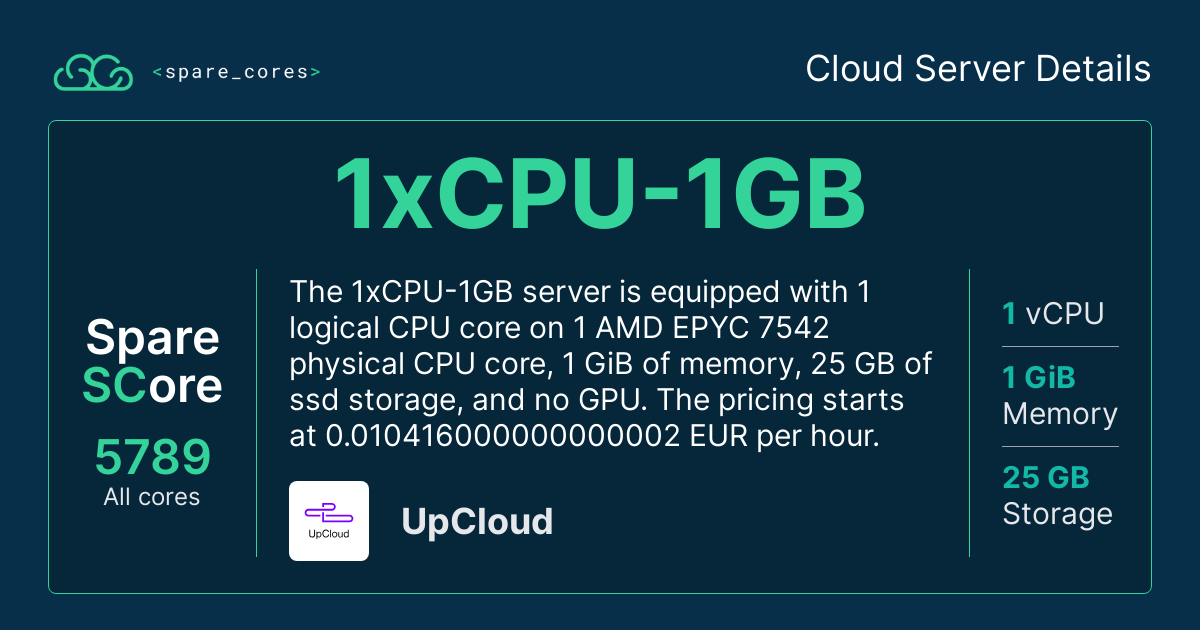 <spare_cores>
Cloud Server Details
1xCPU-1GB
Spare
SCore
5789
All cores
The 1xCPU-1GB server is equipped with 1
logical CPU core on 1 AMD EPYC 7542
physical CPU core, 1 GiB of memory, 25 GB of
ssd storage, and no GPU. The pricing starts
at 0.010416000000000002 EUR per hour.
UpCloud
UpCloud
1 vCPU
1 GiB
Memory
25 GB
Storage